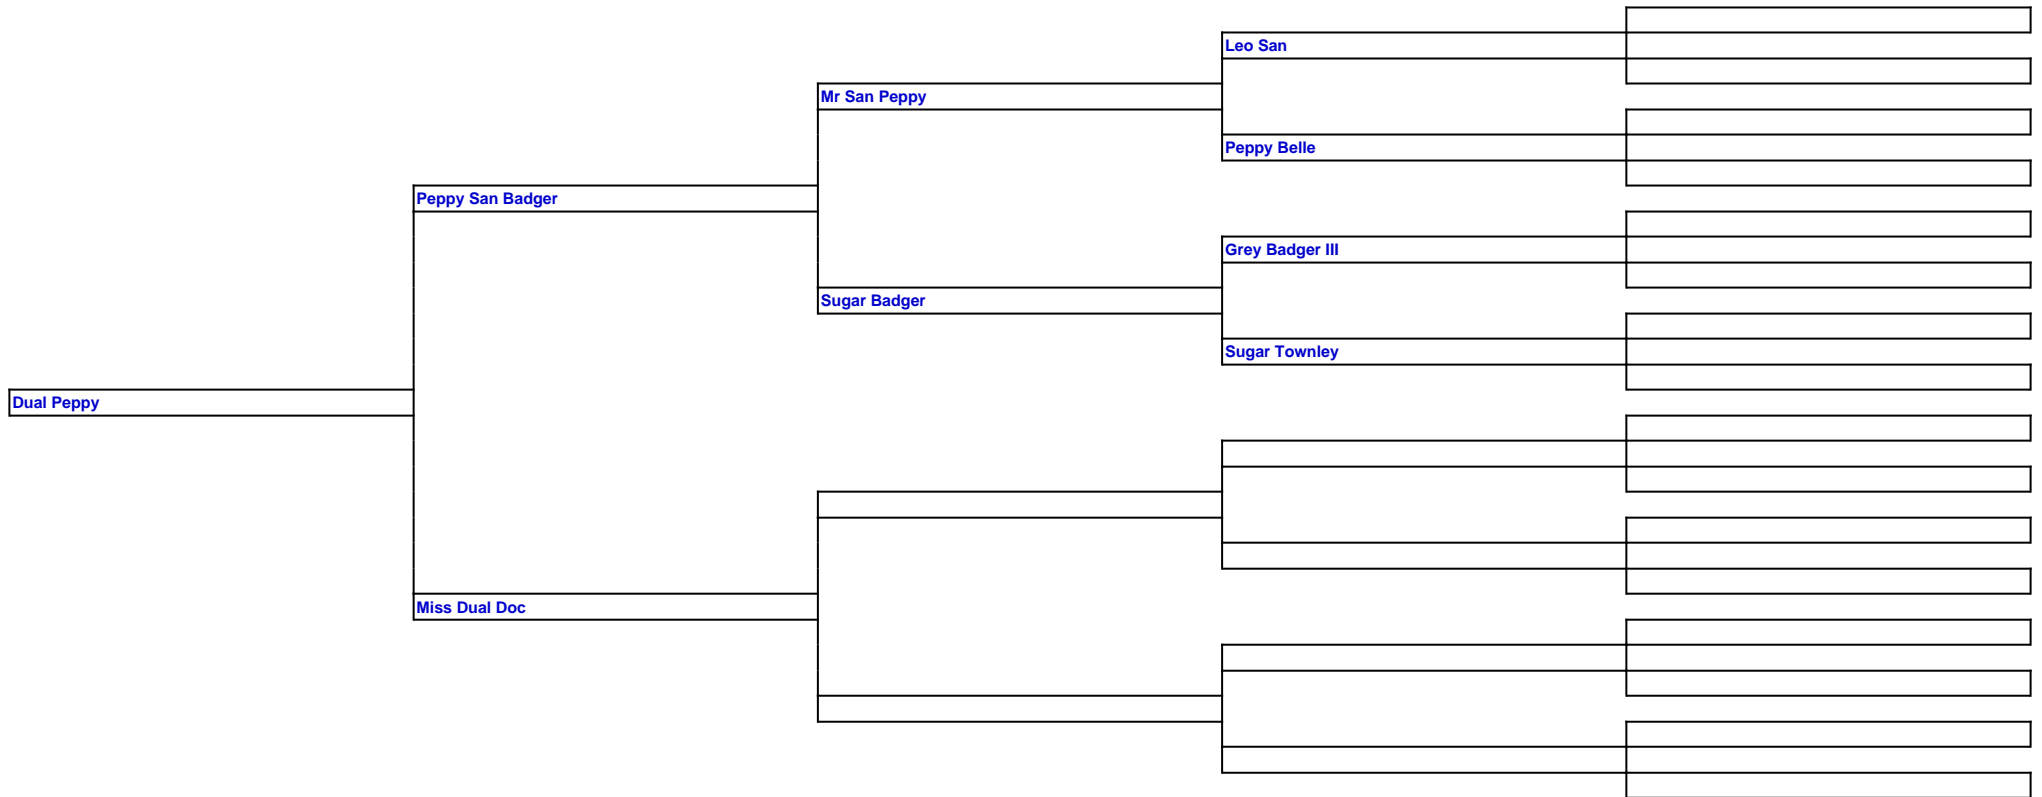 Leo San
Mr San Peppy
Peppy Belle
Peppy San Badger
Grey Badger III
Sugar Badger
Sugar Townley
Dual Peppy
Miss Dual Doc